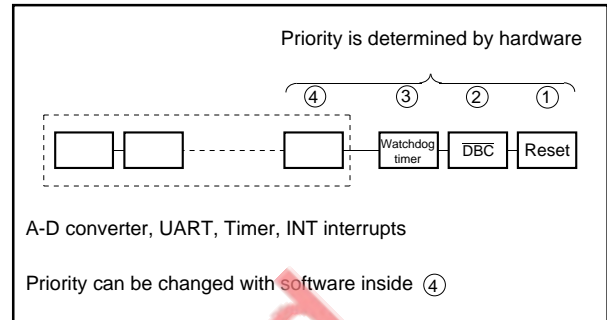 Priority is determined by hardware
④ ③ ② ①
Watchdog
timer
DBC
Reset
A-D converter, UART, Timer, INT interrupts
Priority can be changed with software inside ④